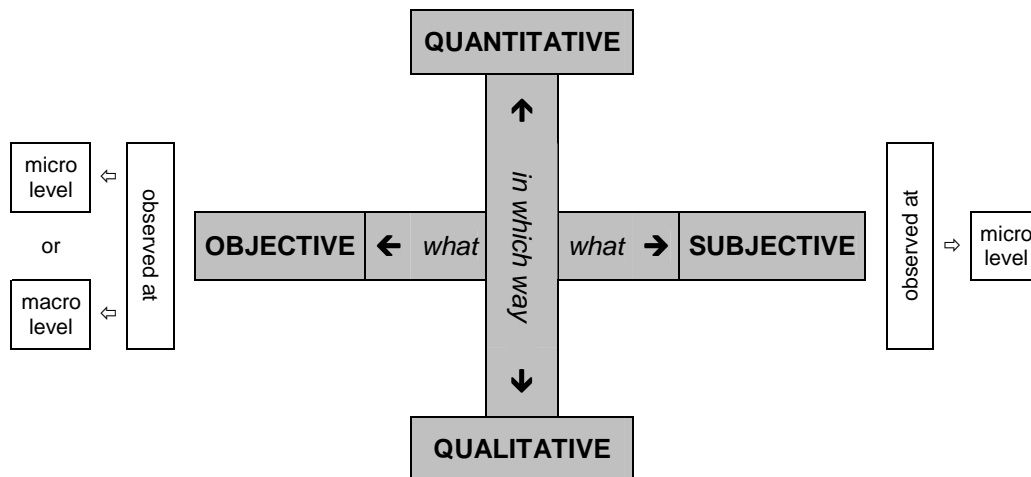 QUANTITATIVE
micro
level
or
macro
level
observed at
OBJECTIVE
what
in which way
what
SUBJECTIVE
observed at
micro
level
QUALITATIVE